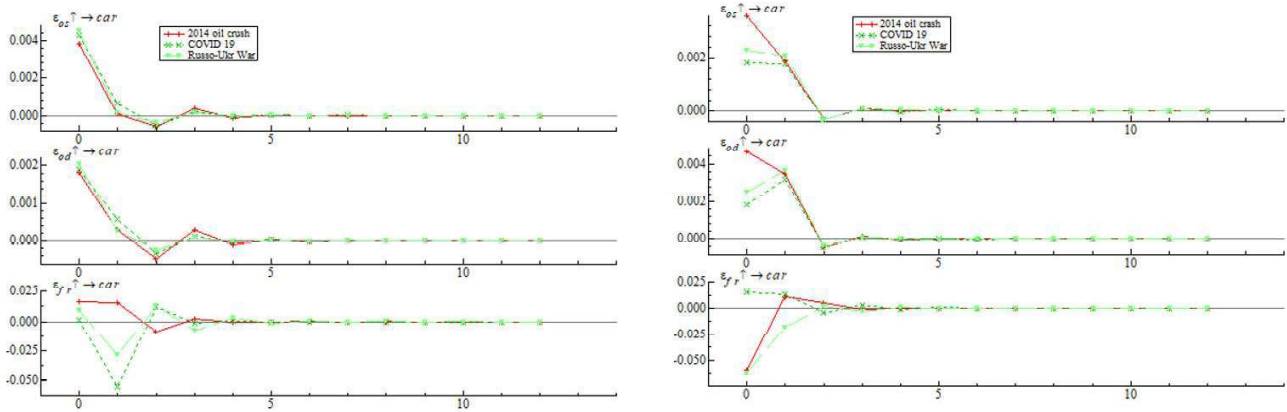 ε_os↑ → car
2014 oil crush
COVID 19
Russo-Ukr War
0.004
0.002
0.000
0 5 10
ε_od↑ → car
0.002
0.001
0.000
0 5 10
ε_fr↑ → car
0.025
0.000
-0.025
-0.050
0 5 10
ε_os↑ → car
2014 oil crash
COVID 19
Russo-Ukr War
0.002
0.000
0 5 10
ε_od↑ → car
0.004
0.002
0.000
0 5 10
ε_fr↑ → car
0.025
0.000
-0.025
-0.050
0 5 10